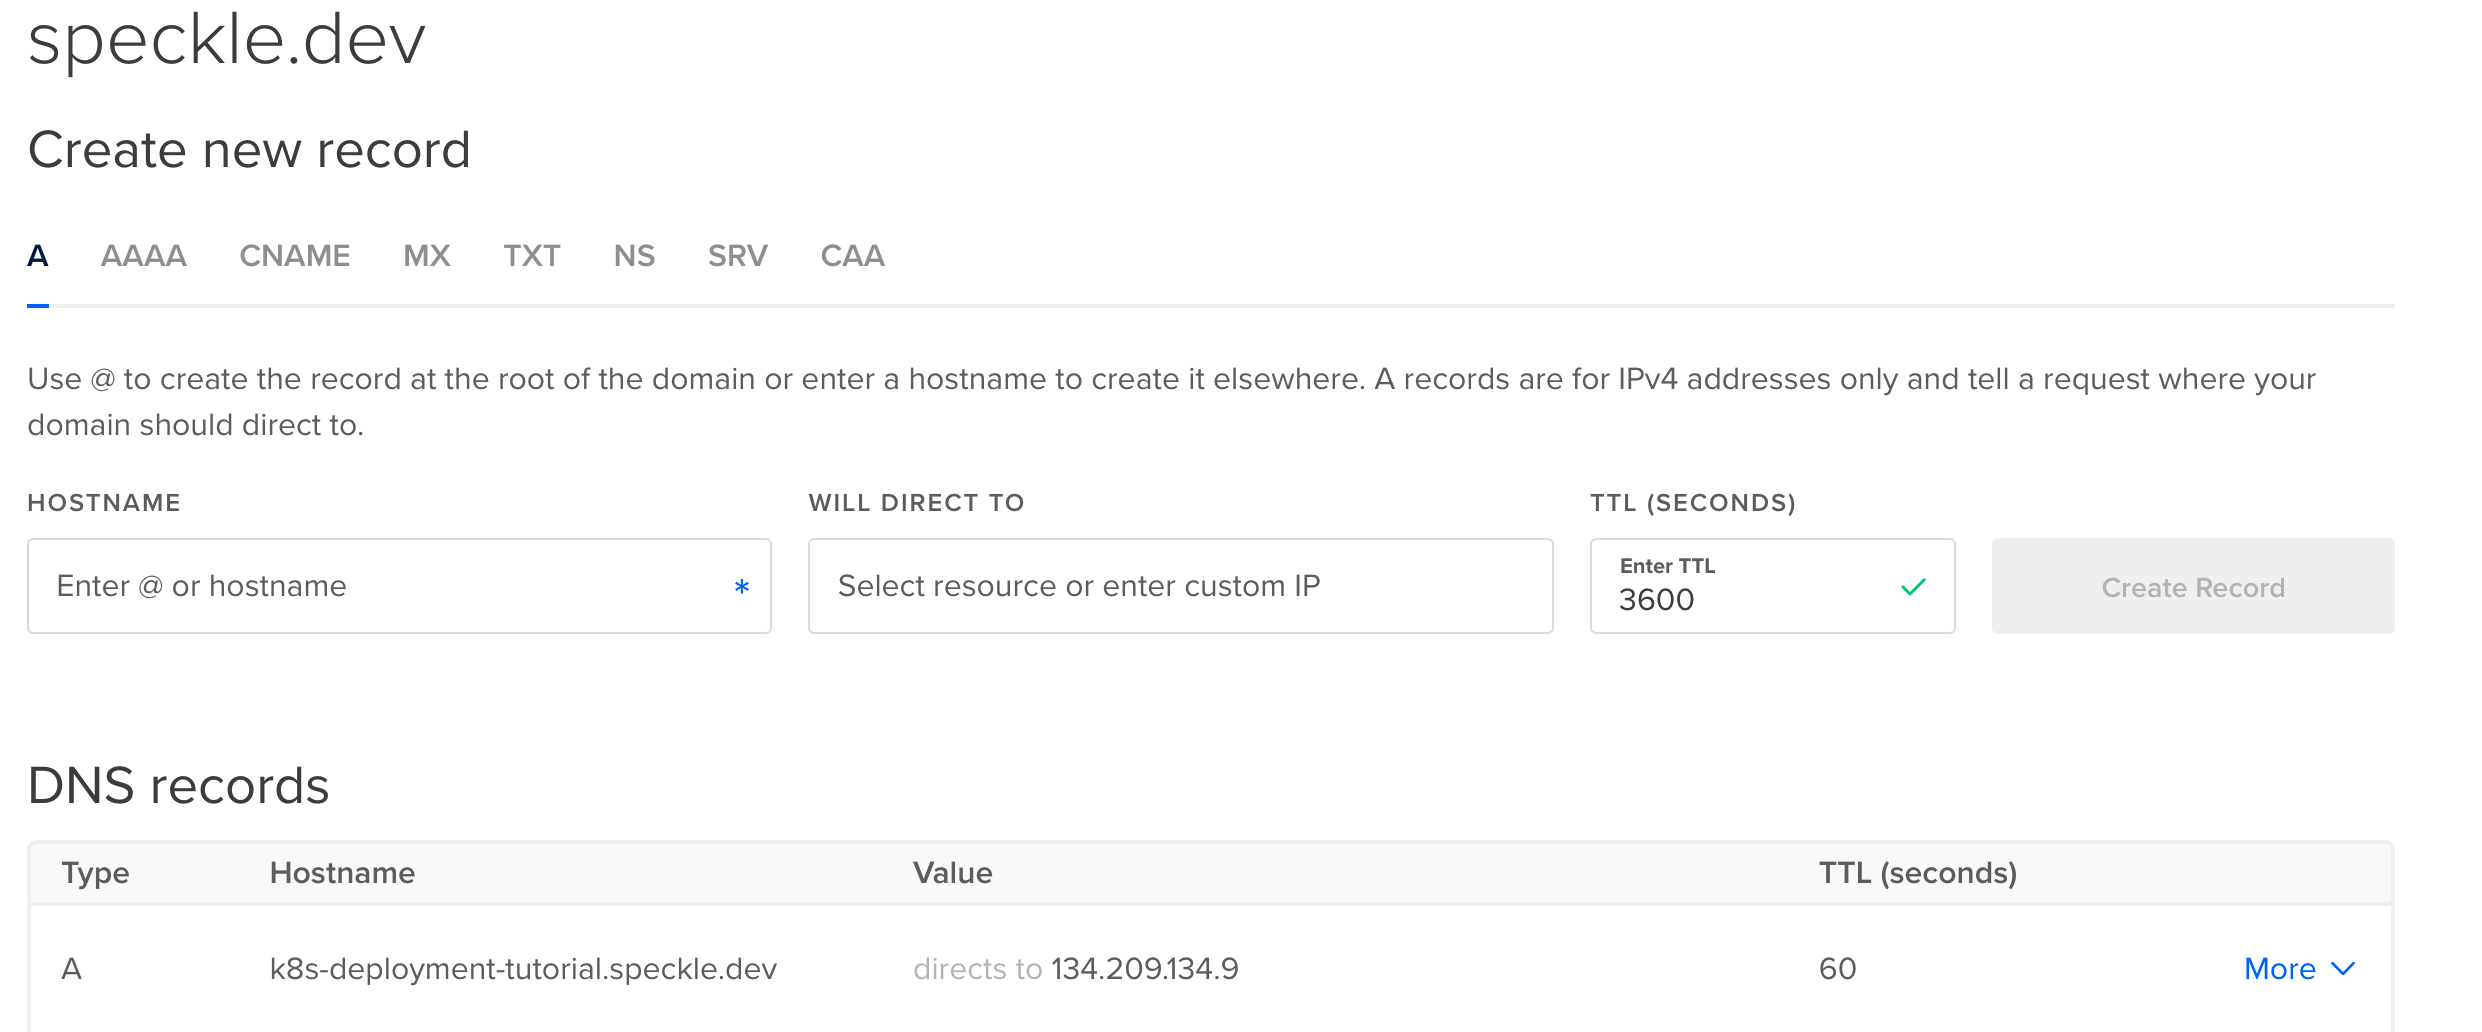 speckle.dev
Create new record
A AAAA CNAME MX TXT NS SRV CAA
Use @ to create the record at the root of the domain or enter a hostname to create it elsewhere. A records are for IPv4 addresses only and tell a request where your
domain should direct to.
HOSTNAME WILL DIRECT TO TTL (SECONDS)
Enter @ or hostname * Select resource or enter custom IP Enter TTL
3600 Create Record
DNS records
Type Hostname Value TTL (seconds)
A k8s-deployment-tutorial.speckle.dev directs to 134.209.134.9 60 More